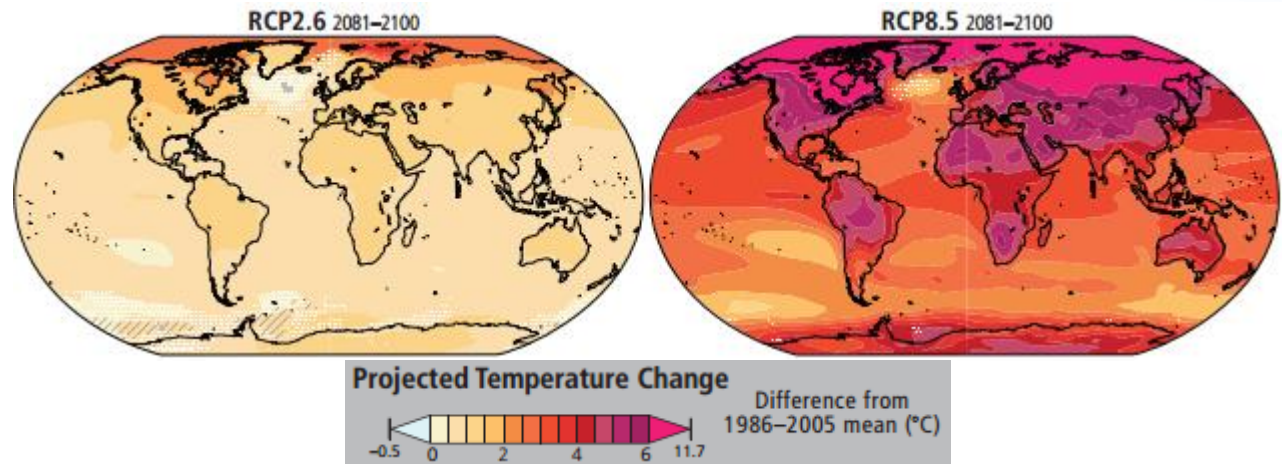 RCP2.6 2081–2100
RCP8.5 2081–2100
Projected Temperature Change
Difference from
1986–2005 mean (°C)
–0.5 0 2 4 6 11.7